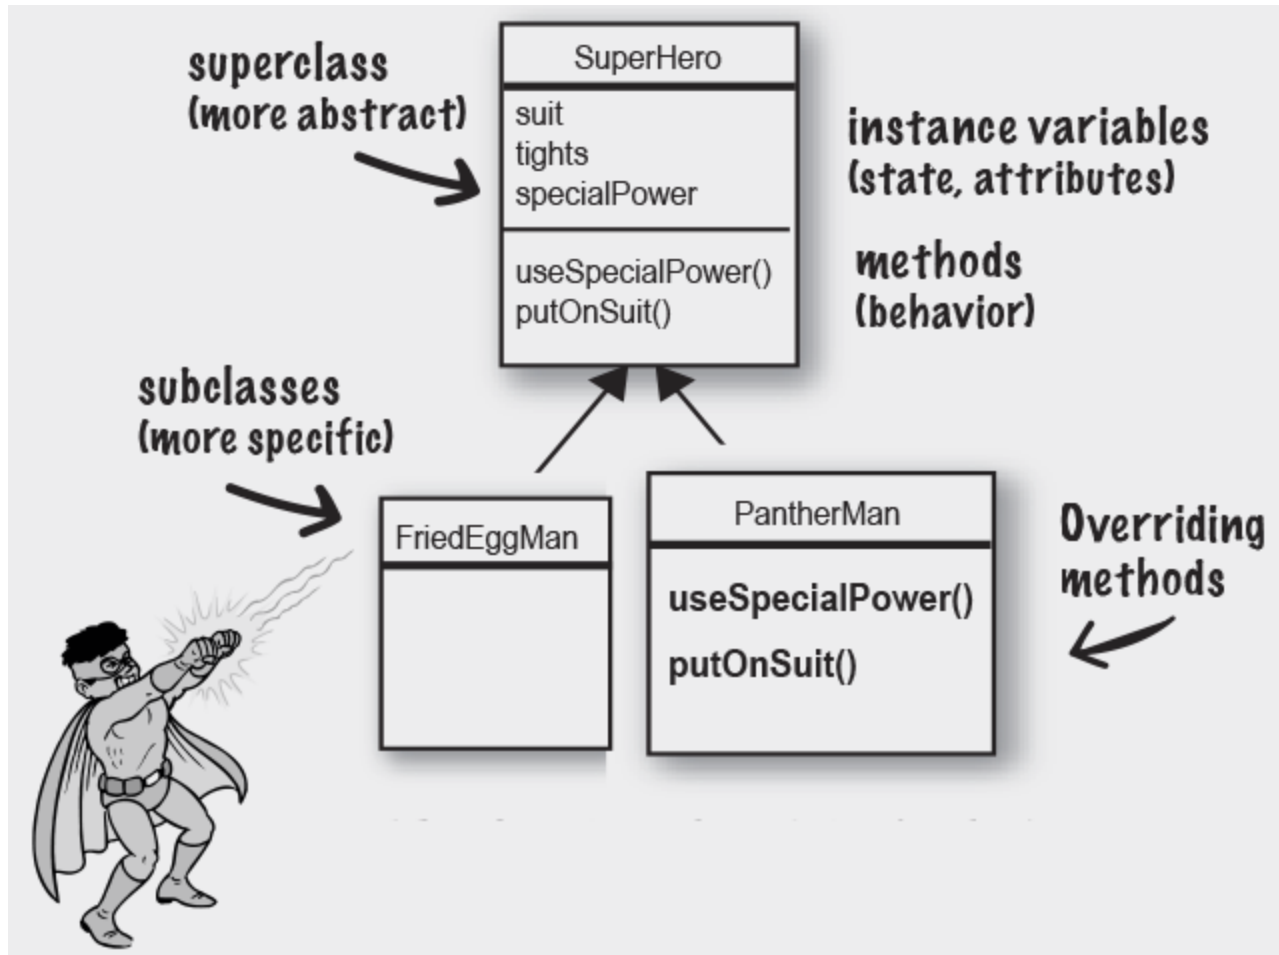 superclass
(more abstract)
SuperHero
suit
tights
specialPower
useSpecialPower()
putOnSuit()
instance variables
(state, attributes)
methods
(behavior)
subclasses
(more specific)
FriedEggMan
PantherMan
useSpecialPower()
putOnSuit()
Overriding
methods